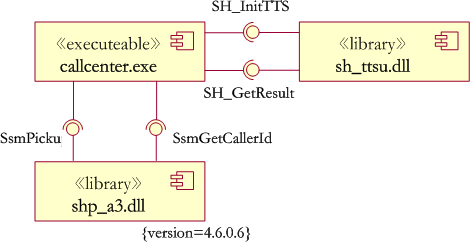 SH_InitTTS
«executeable»
callcenter.exe
«library»
sh_ttsu.dll
SH_GetResult
SsmPicku
SsmGetCallerId
«library»
shp_a3.dll
{version=4.6.0.6}